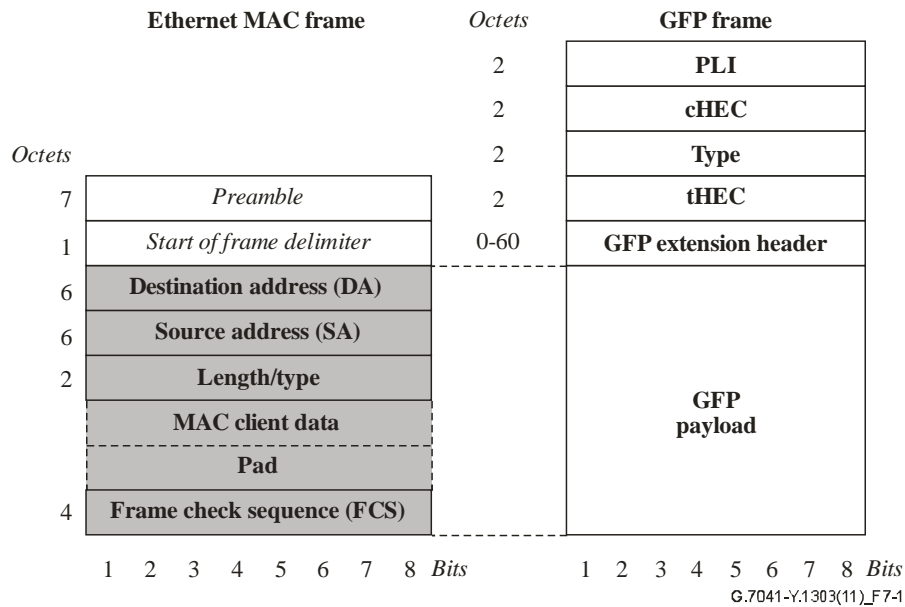 Ethernet MAC frame Octets GFP frame
2 PLI
2 cHEC
Octets 2 Type
7 Preamble 2 tHEC
1 Start of frame delimiter 0-60 GFP extension header
6 Destination address (DA)
6 Source address (SA)
2 Length/type
MAC client data
GFP
payload
Pad
4 Frame check sequence (FCS)
1 2 3 4 5 6 7 8 Bits 1 2 3 4 5 6 7 8 Bits
G.7041-Y.1303(11)_F7-1